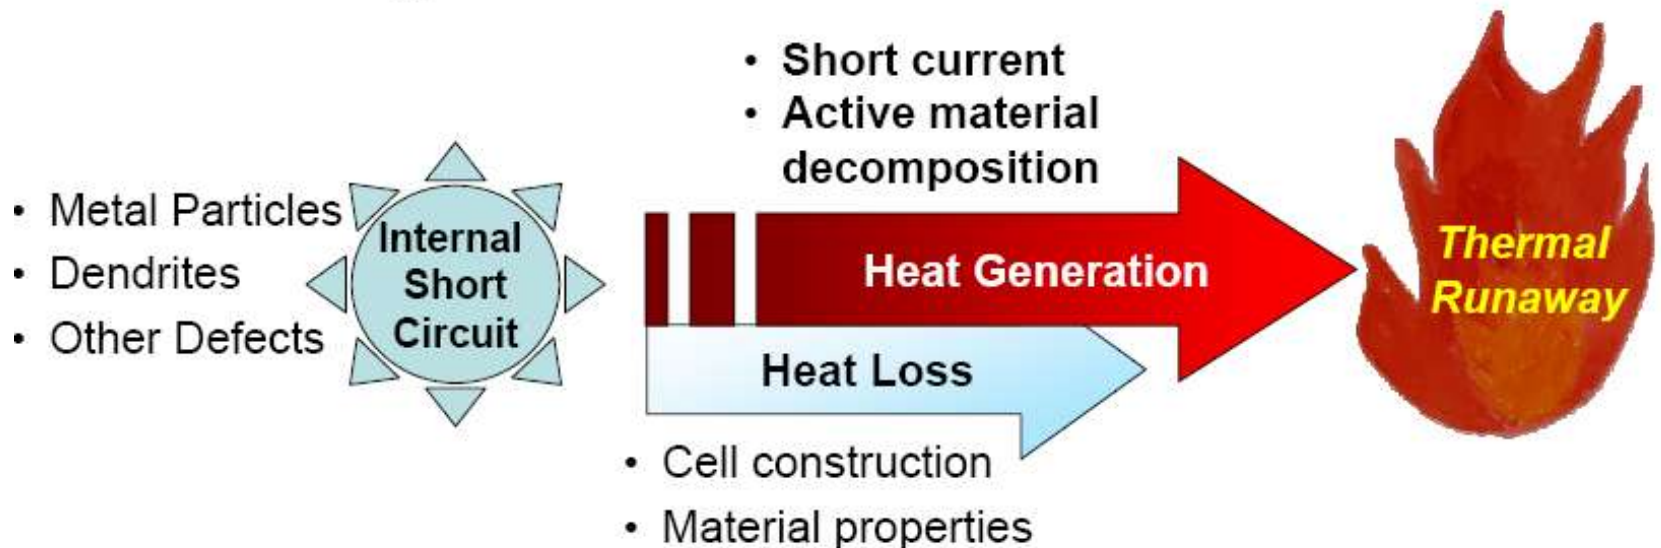 • Short current
• Active material
decomposition
• Metal Particles
• Dendrites
• Other Defects
Internal
Short
Circuit
Heat Generation
Heat Loss
Thermal
Runaway
• Cell construction
• Material properties